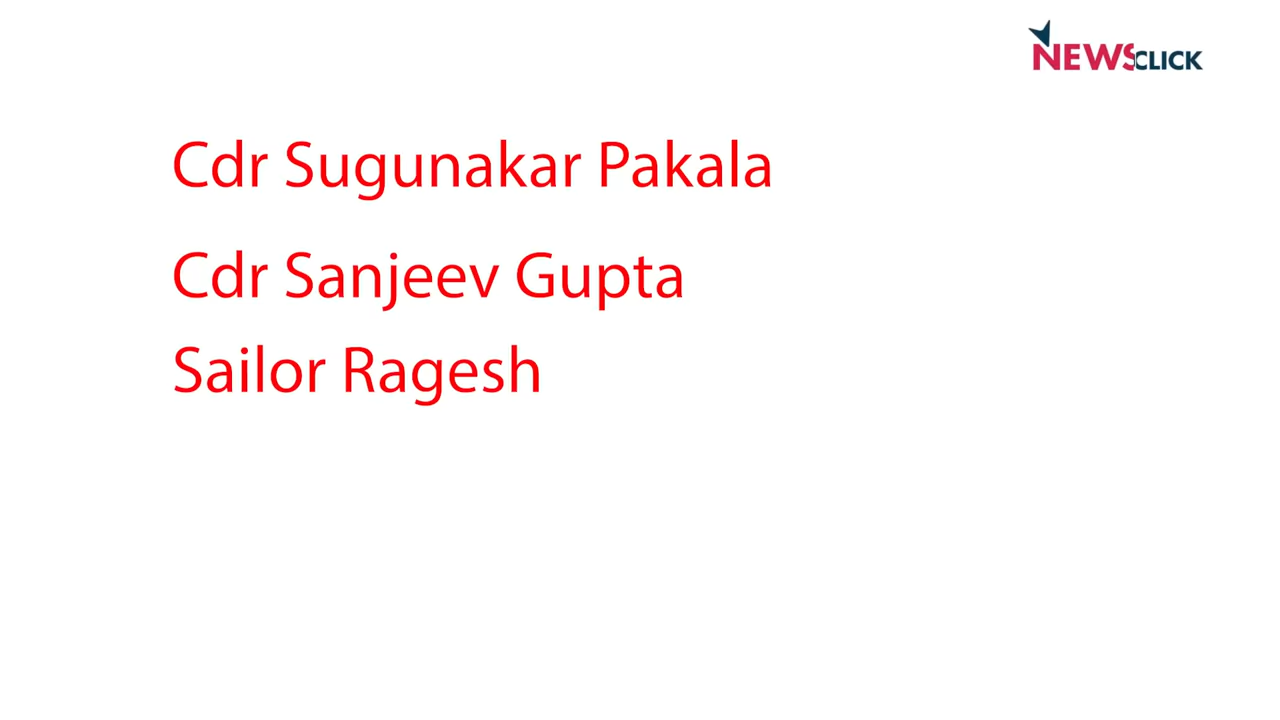 NEWSCLICK
Cdr Sugunakar Pakala
Cdr Sanjeev Gupta
Sailor Ragesh